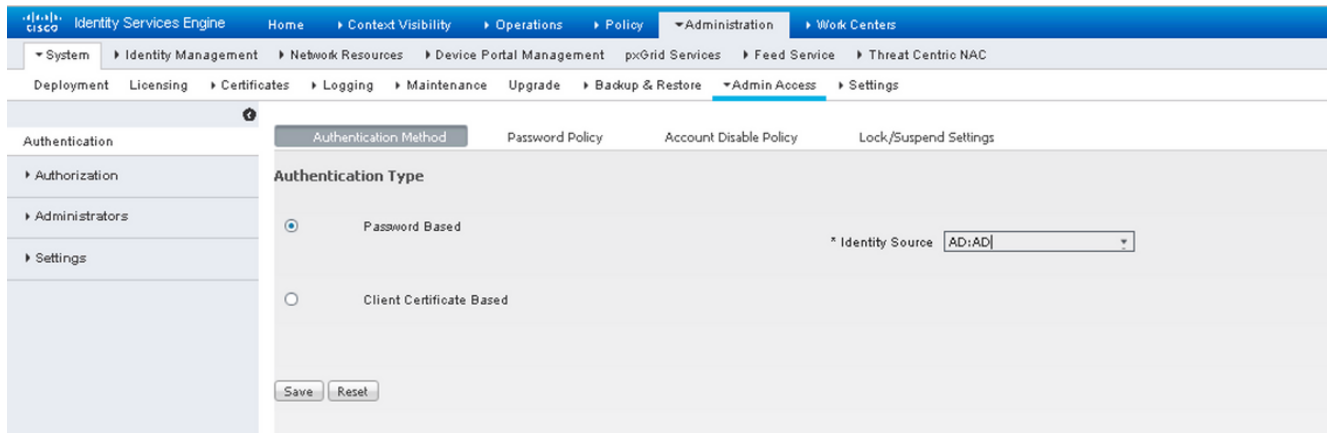 cisco Identity Services Engine Home Context Visibility Operations Policy Administration Work Centers
System Identity Management Network Resources Device Portal Management pxGrid Services Feed Service Threat Centric NAC
Deployment Licensing Certificates Logging Maintenance Upgrade Backup & Restore Admin Access Settings
Authentication
Authorization
Administrators
Settings
Authentication Method Password Policy Account Disable Policy Lock/Suspend Settings
Authentication Type
Password Based
* Identity Source AD:AD
Client Certificate Based
Save Reset